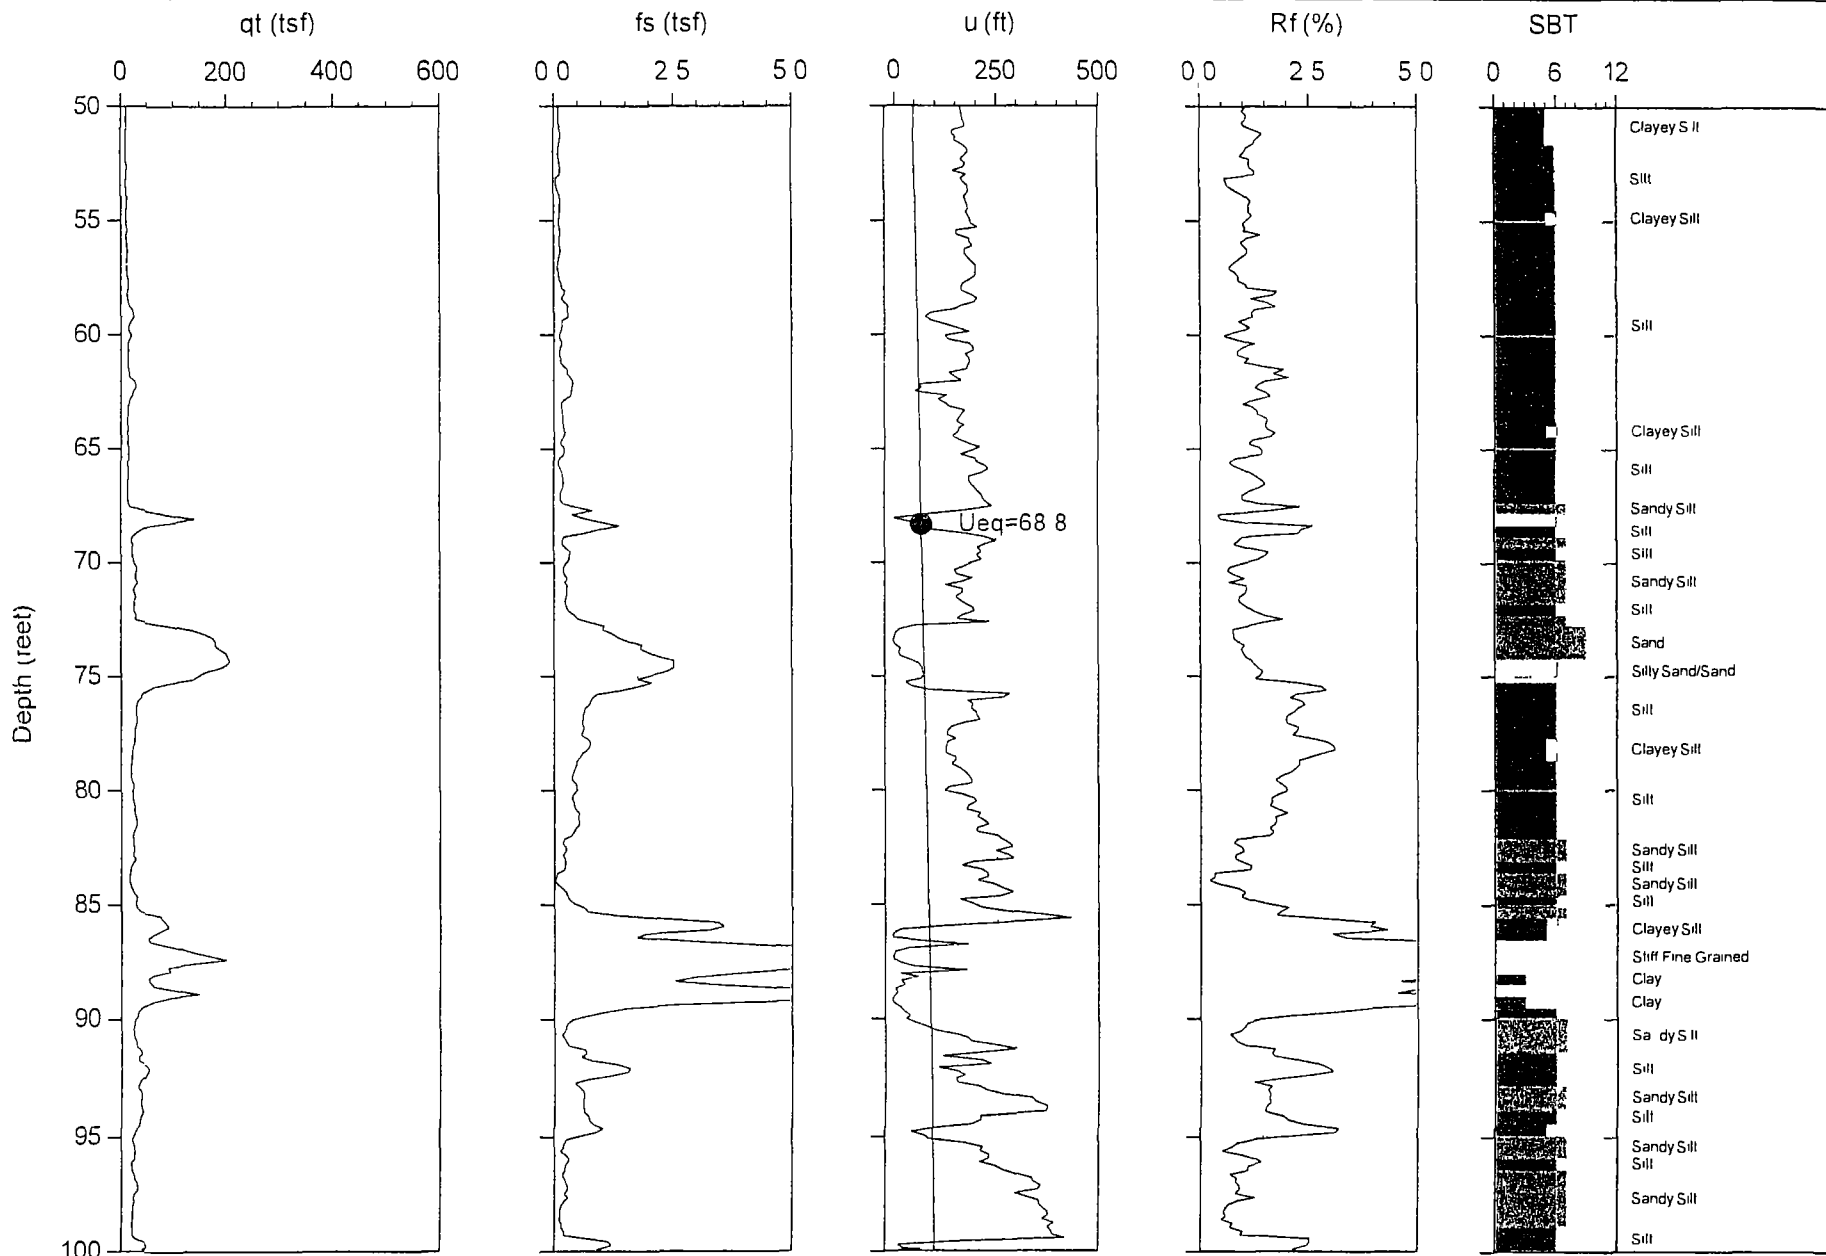 qt (tsf) fs (tsf) u (ft) Rf (%) SBT
0 200 400 600 0 0 2 5 5 0 0 250 500 0 0 2 5 5 0 0 6 12
50
Clayey Silt
Silt
55 Clayey Silt
60 Silt
Clayey Silt
65
Silt
Sandy Silt
Ueq=68 8
Silt
Silt
70
Sandy Silt
Silt
Sand
75 Silty Sand/Sand
Silt
Clayey Silt
80 Silt
Sandy Silt
Silt
Sandy Silt
85 Silt
Clayey Silt
Stiff Fine Grained
Clay
Clay
90
Sa dy Silt
Silt
Sandy Silt
Silt
95
Sandy Silt
Silt
Sandy Silt
Silt
100
Depth (feet)